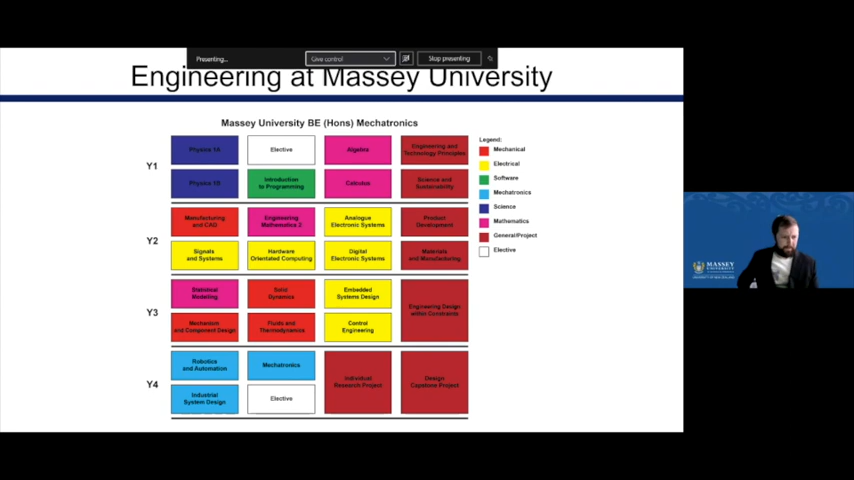 Presenting...
Give control
Stop presenting
Engineering at Massey University
Massey University BE (Hons) Mechatronics
Y1
Physics 1A
Elective
Algebra
Engineering and
Technology Principles
Physics 1B
Introduction
to Programming
Calculus
Science and
Sustainability
Y2
Manufacturing
and CAD
Engineering
Mathematics 2
Analogue
Electronic Systems
Product
Development
Signals
and Systems
Hardware
Orientated Computing
Digital
Electronic Systems
Materials
and Manufacturing
Y3
Statistical
Modelling
Solid
Dynamics
Embedded
Systems Design
Engineering Design
within Constraints
Mechanism
and Component Design
Fluids and
Thermodynamics
Control
Engineering
Y4
Robotics
and Automation
Mechatronics
Individual
Research Project
Design
Capstone Project
Industrial
System Design
Elective
Legend:
Mechanical
Electrical
Software
Mechatronics
Science
Mathematics
General/Project
Elective
MASSEY
UNIVERSITY
UNIVERSITY OF NEW ZEALAND